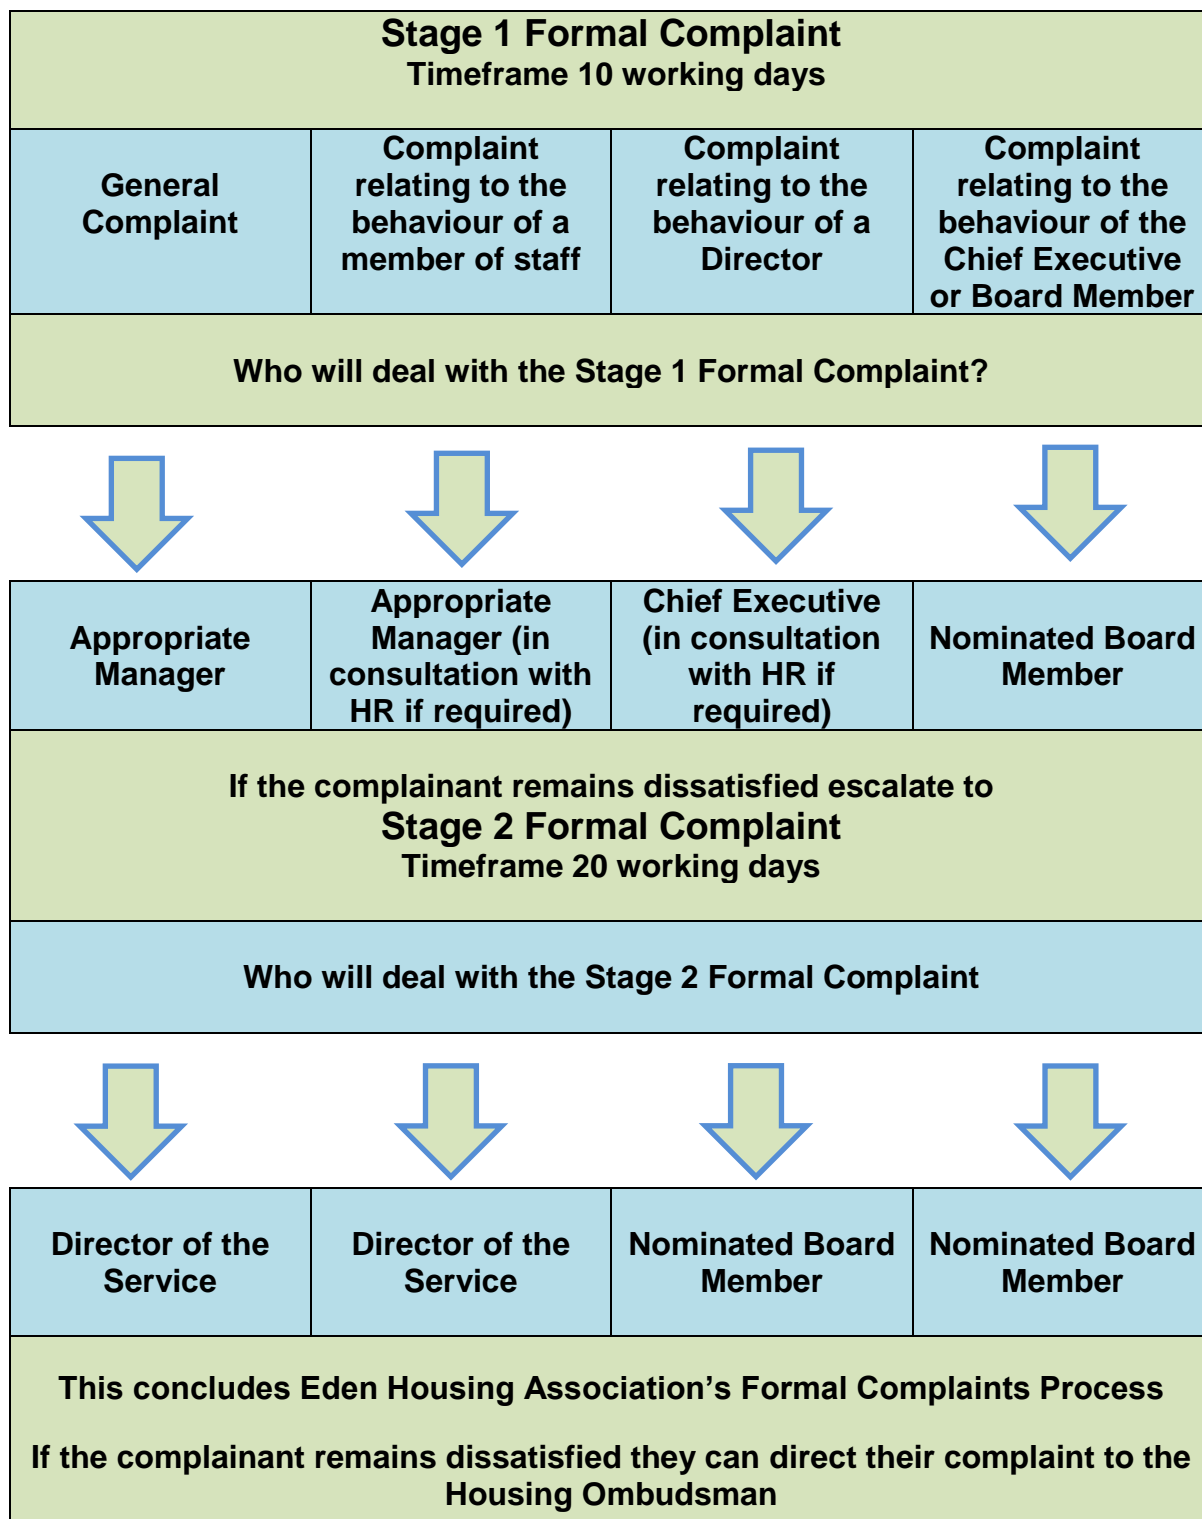 Stage 1 Formal Complaint
Timeframe 10 working days
General
Complaint
Complaint
relating to the
behaviour of a
member of staff
Complaint
relating to the
behaviour of a
Director
Complaint
relating to the
behaviour of the
Chief Executive
or Board Member
Who will deal with the Stage 1 Formal Complaint?
Appropriate
Manager
Appropriate
Manager (in
consultation with
HR if required)
Chief Executive
(in consultation
with HR if
required)
Nominated Board
Member
If the complainant remains dissatisfied escalate to
Stage 2 Formal Complaint
Timeframe 20 working days
Who will deal with the Stage 2 Formal Complaint
Director of the
Service
Director of the
Service
Nominated Board
Member
Nominated Board
Member
This concludes Eden Housing Association’s Formal Complaints Process
If the complainant remains dissatisfied they can direct their complaint to the
Housing Ombudsman